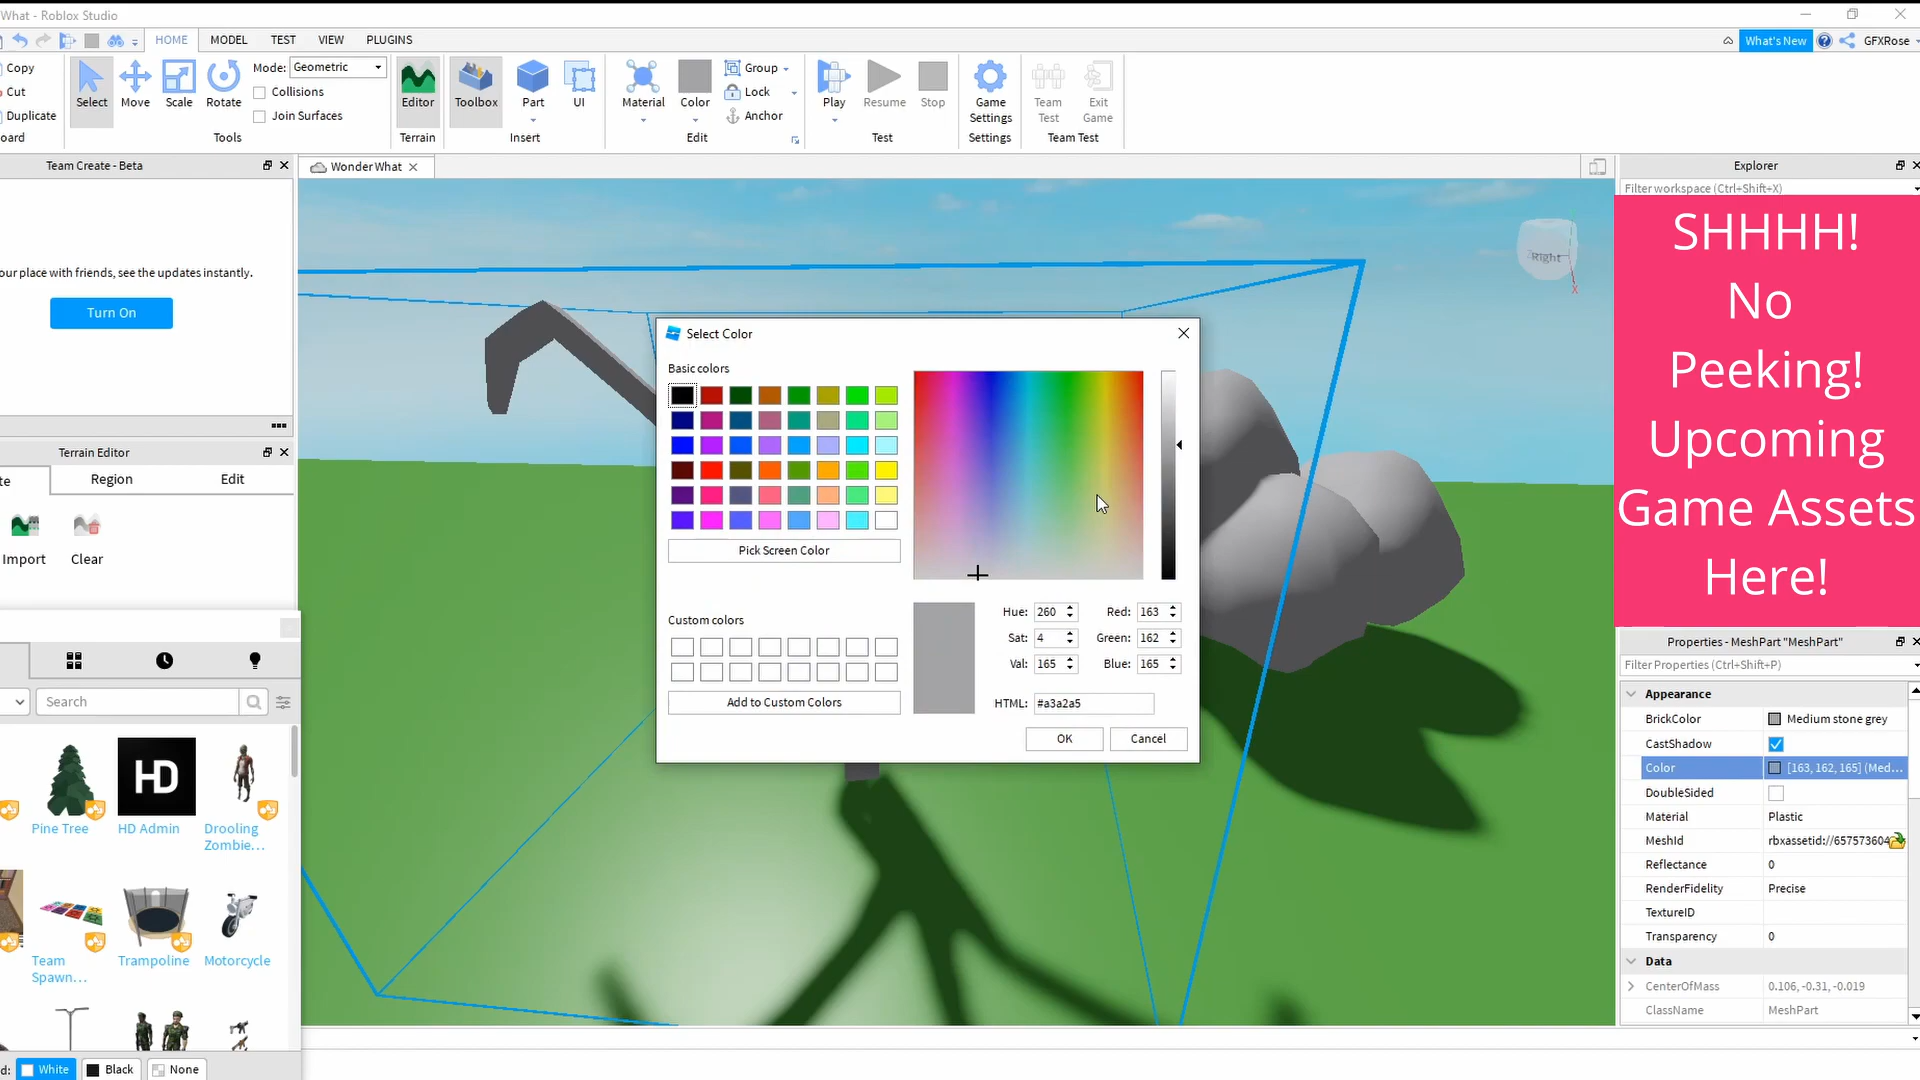 What - Roblox Studio
HOME MODEL TEST VIEW PLUGINS
What's New GFXRose
Copy
Cut
Duplicate
oard
Select Move Scale Rotate
Mode: Geometric
Collisions
Join Surfaces
Tools
Editor
Terrain
Toolbox Part UI
Insert
Material Color
Group
Lock
Anchor
Edit
Play Resume Stop
Test
Game
Settings
Settings
Team
Test
Exit
Game
Team Test
Team Create - Beta
our place with friends, see the updates instantly.
Turn On
Terrain Editor
te Region Edit
Import Clear
Search
Pine Tree HD Admin Drooling
Zombie...
HD
Team
Spawn...
Trampoline Motorcycle
d: White Black None
Wonder What
Right
X
Select Color
Basic colors
Pick Screen Color
Custom colors
Add to Custom Colors
Hue: 260 Red: 163
Sat: 4 Green: 162
Val: 165 Blue: 165
HTML: #a3a2a5
OK Cancel
Explorer
Filter workspace (Ctrl+Shift+X)
SHHHH!
No
Peeking!
Upcoming
Game Assets
Here!
Properties - MeshPart "MeshPart"
Filter Properties (Ctrl+Shift+P)
Appearance
BrickColor Medium stone grey
CastShadow
Color [163, 162, 165] (Med...
DoubleSided
Material Plastic
MeshId rbxassetid://657573604
Reflectance 0
RenderFidelity Precise
TextureID
Transparency 0
Data
CenterOfMass 0.106, -0.31, -0.019
ClassName MeshPart